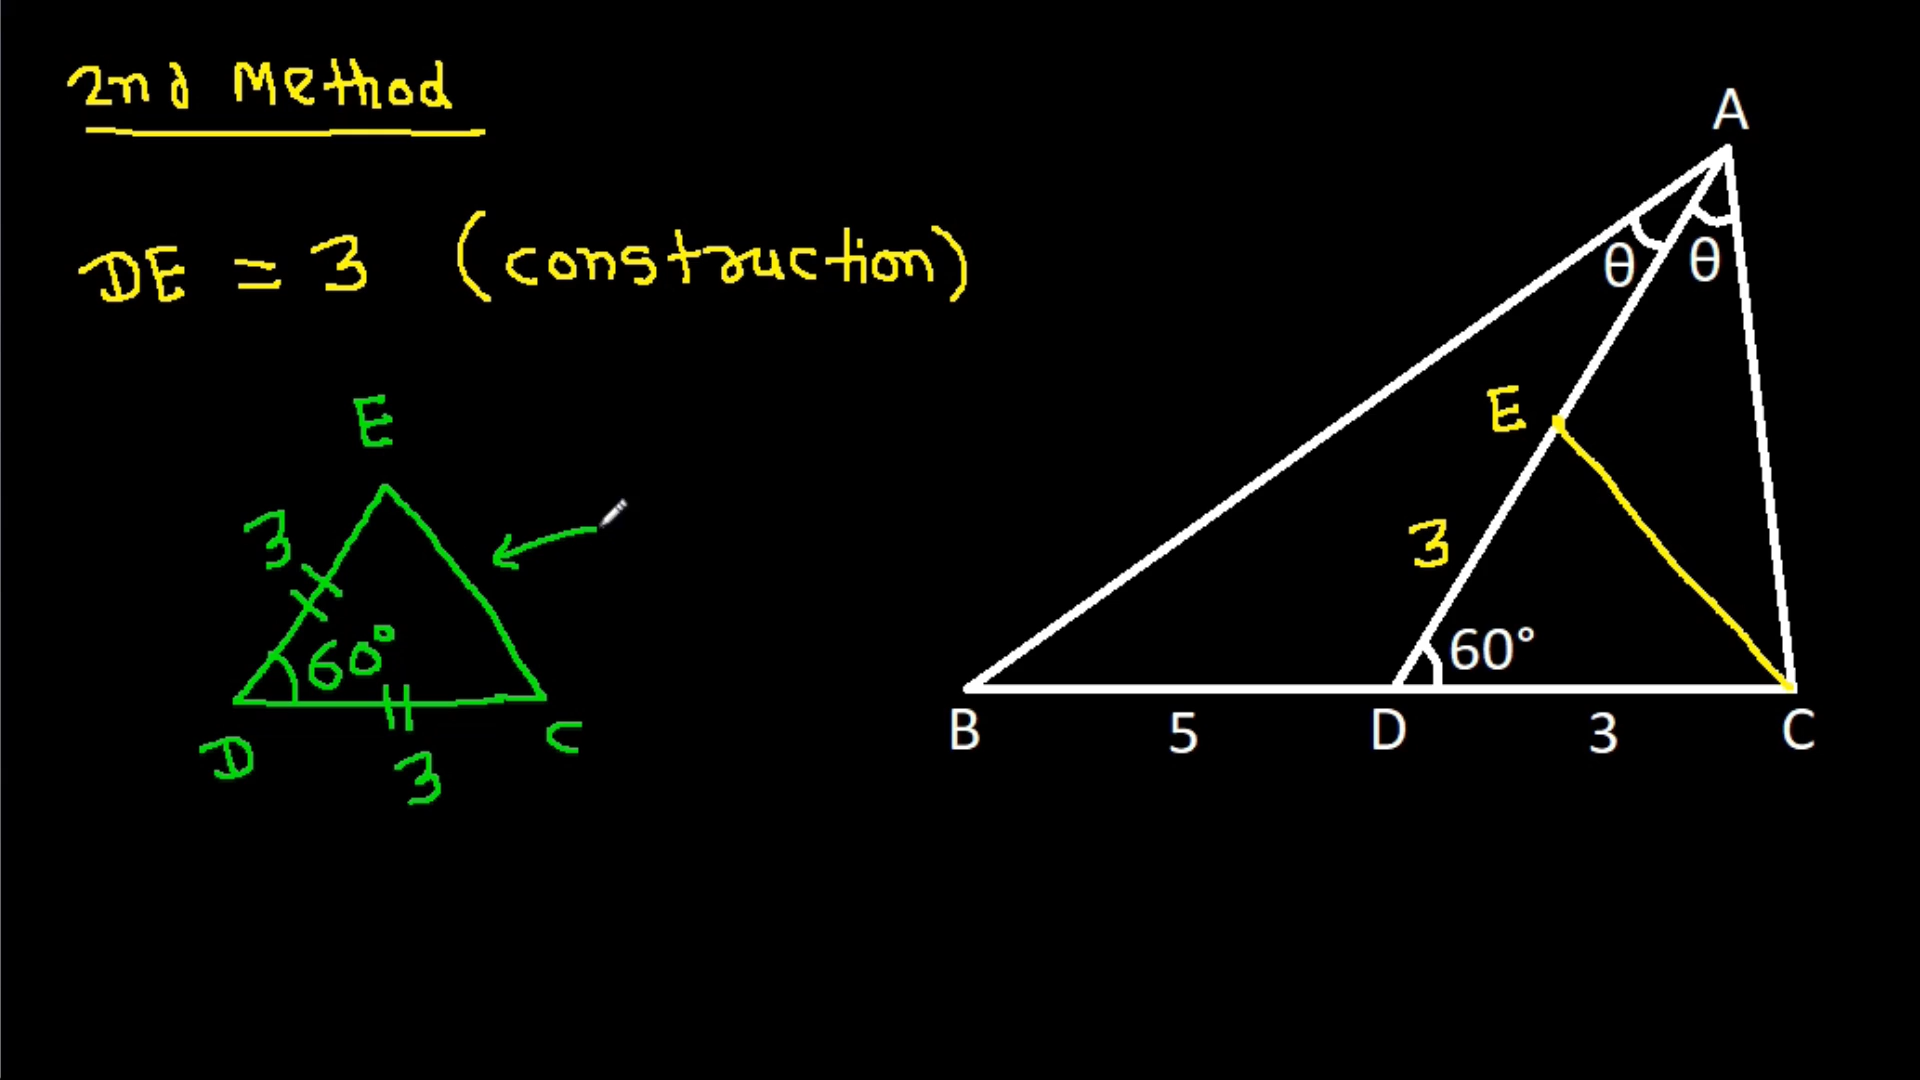 2nd Method
DE = 3 (construction)
A
θ θ
E
E
3
3
60°
60°
B 5 D 3 C
D 3 C